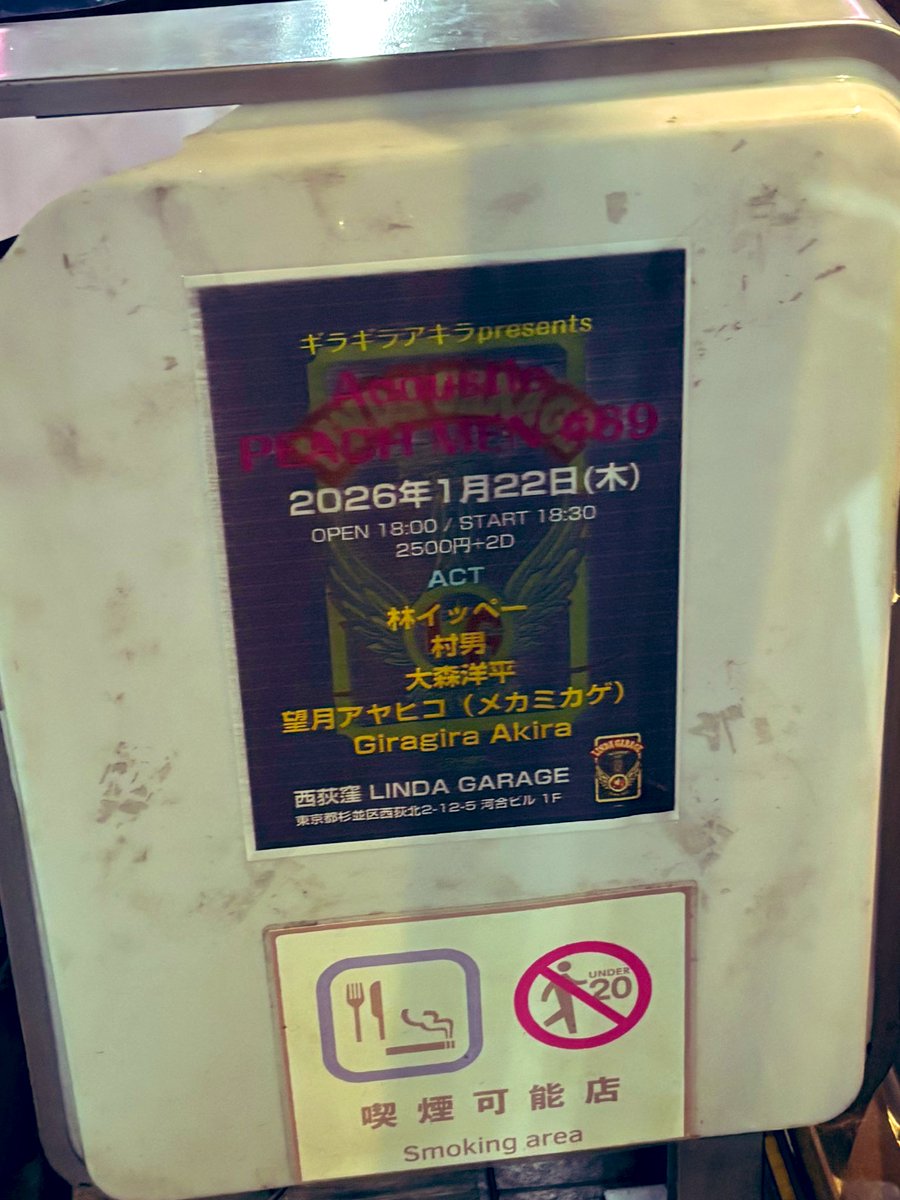 ギラギラアキラpresents
PEACH MEN
2026年1月22日(木)
OPEN 18:00 / START 18:30
2500円+2D
ACT
林イッペー
村男
大森洋平
望月アヤヒコ（メカミカゲ）
Giragira Akira
西荻窪 LINDA GARAGE
東京都杉並区西荻北2-12-5 河合ビル 1F
LINDA GARAGE
UNDER
20
喫煙可能店
Smoking area